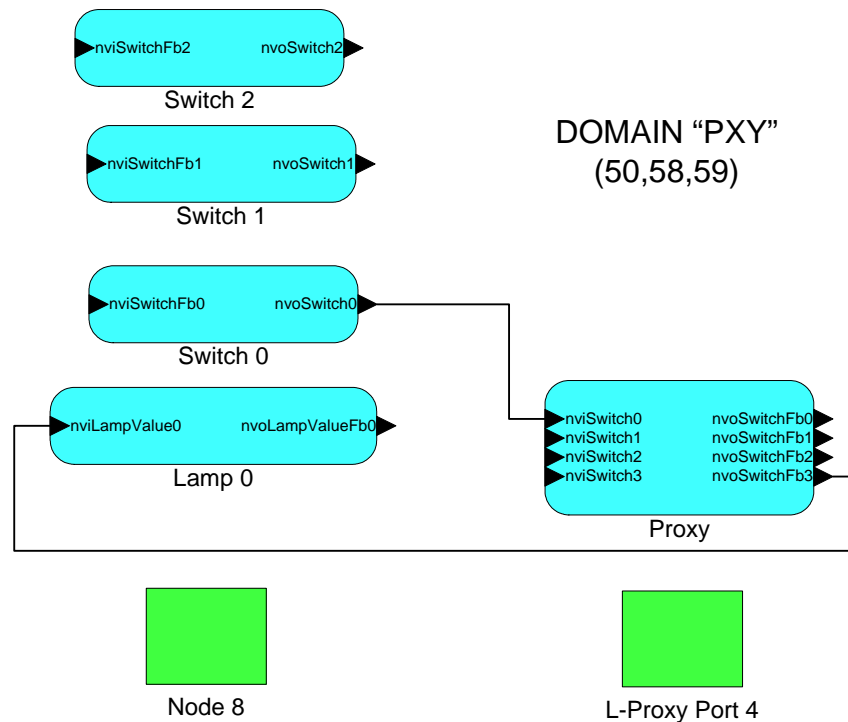 nviSwitchFb2 nvoSwitch2
Switch 2
DOMAIN “PXY”
(50,58,59)
nviSwitchFb1 nvoSwitch1
Switch 1
nviSwitchFb0 nvoSwitch0
Switch 0
nviLampValue0 nvoLampValueFb0
Lamp 0
nviSwitch0 nvoSwitchFb0
nviSwitch1 nvoSwitchFb1
nviSwitch2 nvoSwitchFb2
nviSwitch3 nvoSwitchFb3
Proxy
Node 8
L-Proxy Port 4